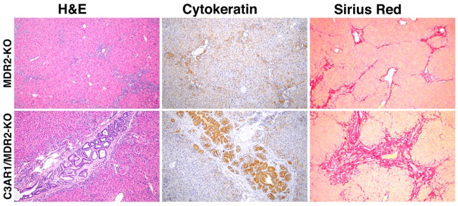 H&E Cytokeratin Sirius Red
MDR2-KO
C3AR1/MDR2-KO